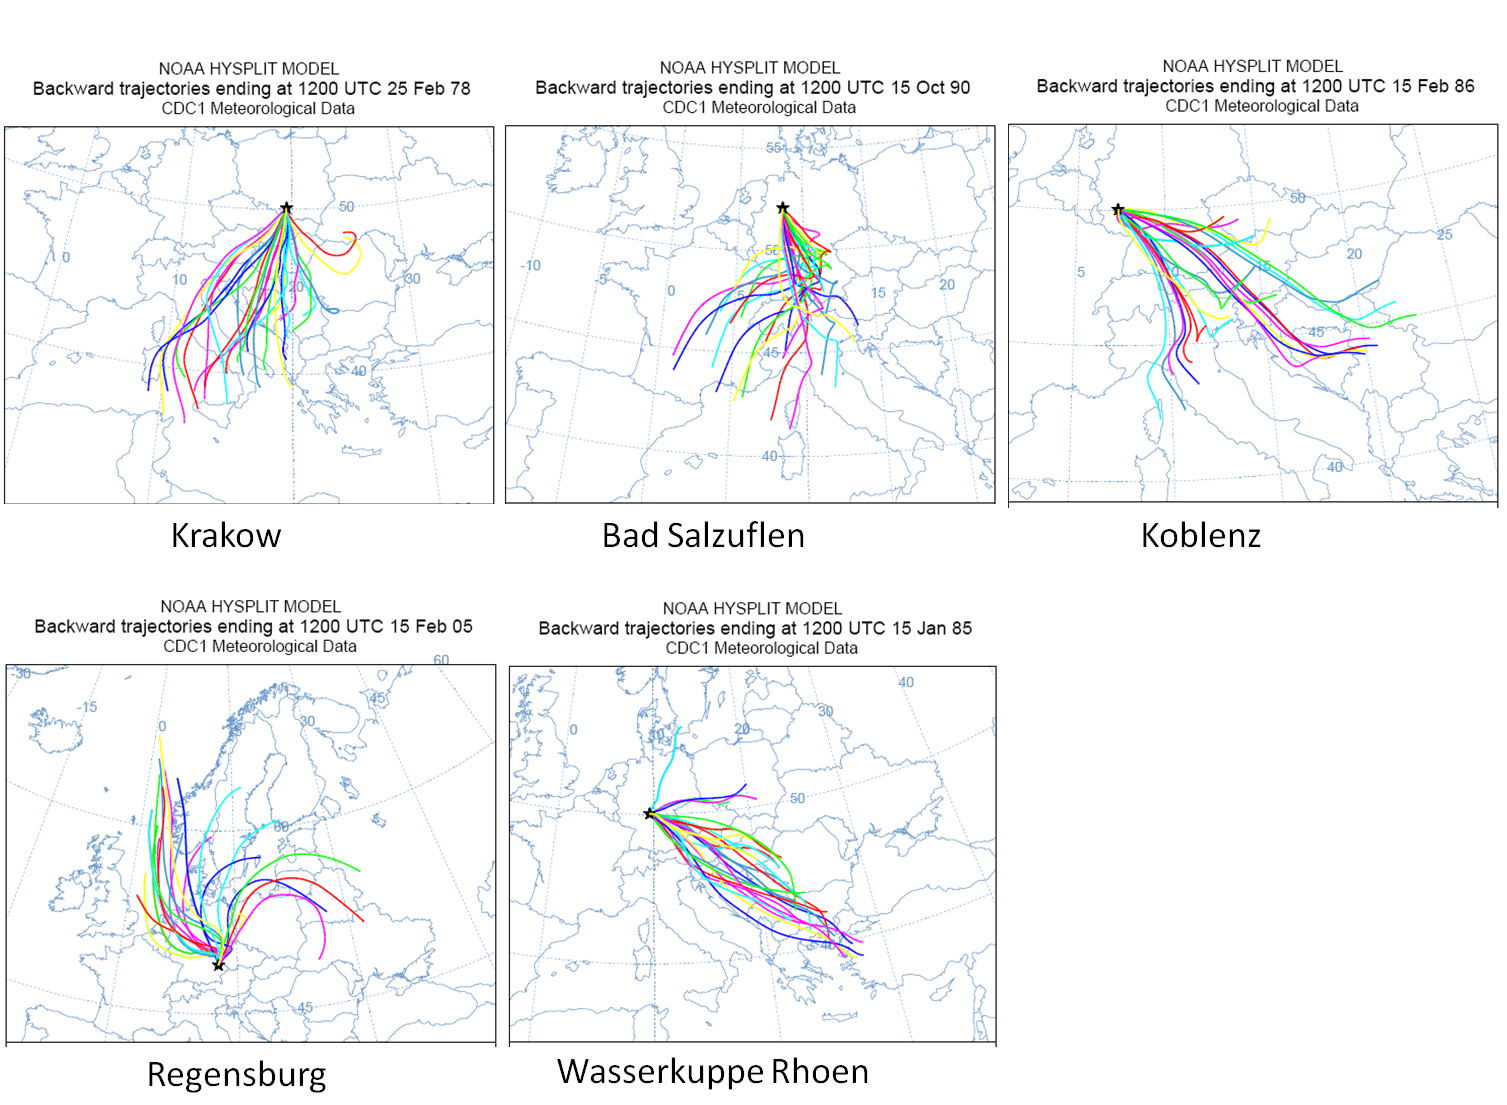 NOAA HYSPLIT MODEL
Backward trajectories ending at 1200 UTC 25 Feb 78
CDC1 Meteorological Data
50
10
0
10
20
30
40
Krakow
NOAA HYSPLIT MODEL
Backward trajectories ending at 1200 UTC 15 Oct 90
CDC1 Meteorological Data
55
-10
-5
0
5
15
20
45
40
Bad Salzuflen
NOAA HYSPLIT MODEL
Backward trajectories ending at 1200 UTC 15 Feb 86
CDC1 Meteorological Data
50
25
20
5
15
45
40
Koblenz
NOAA HYSPLIT MODEL
Backward trajectories ending at 1200 UTC 15 Feb 05
CDC1 Meteorological Data
60
-30
45
-15
30
0
60
45
Regensburg
NOAA HYSPLIT MODEL
Backward trajectories ending at 1200 UTC 15 Jan 85
CDC1 Meteorological Data
40
30
0
10
20
50
40
Wasserkuppe Rhoen